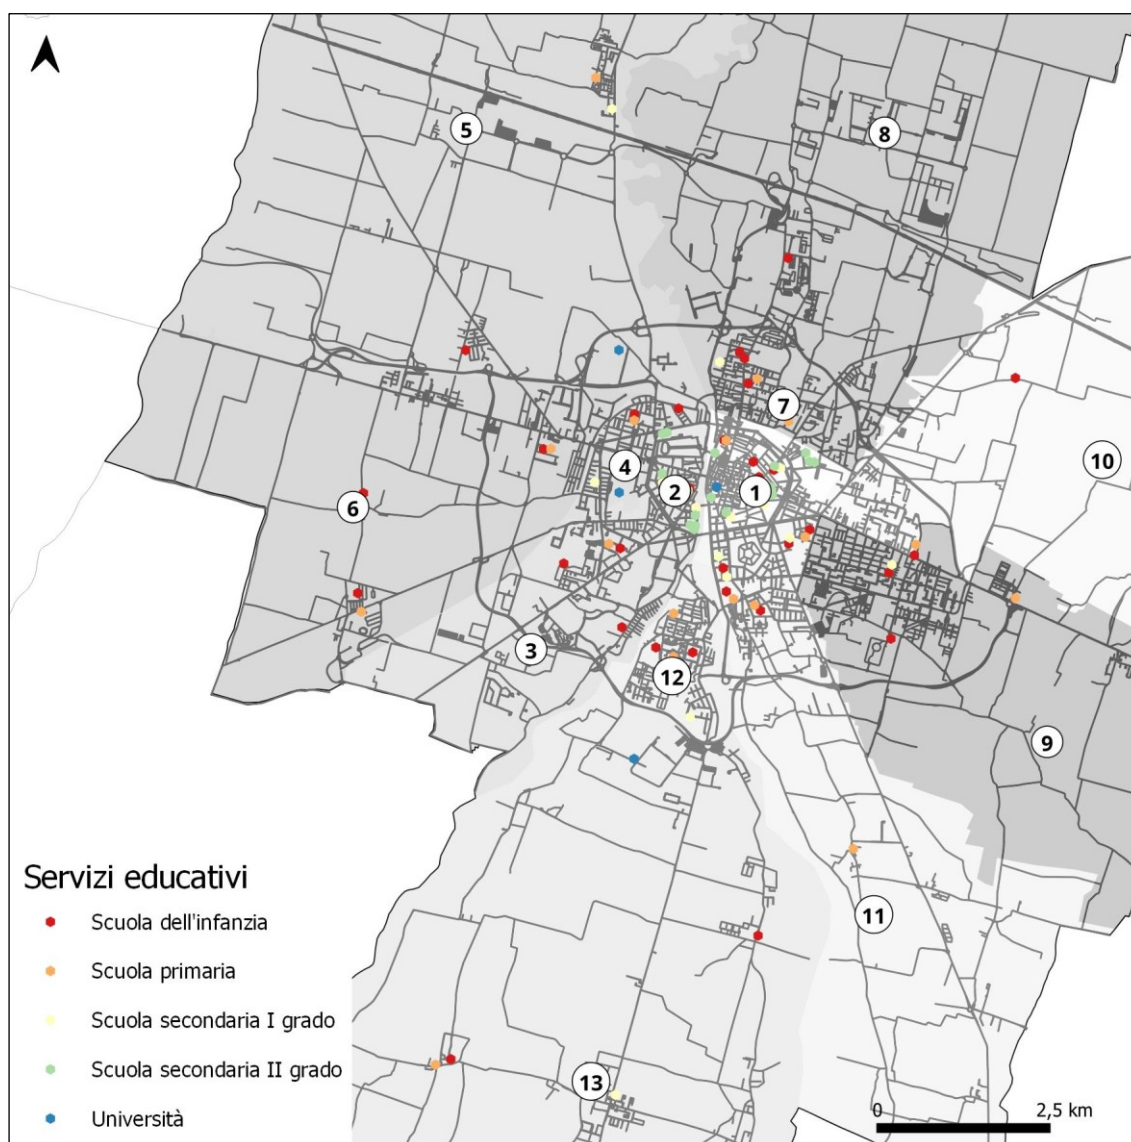 5
8
7
10
4
2
1
6
3
12
9
11
13
Servizi educativi
Scuola dell'infanzia
Scuola primaria
Scuola secondaria I grado
Scuola secondaria II grado
Università
0 2,5 km